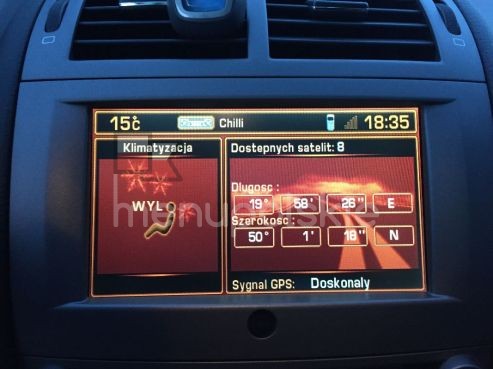 15°c Chilli 18:35
Klimatyzacja
WYL
Dostepnych satelit: 8
Dlugosc :
19° 58' 26" E
Szerokosc :
50° 1' 18" N
Sygnal GPS: Doskonaly